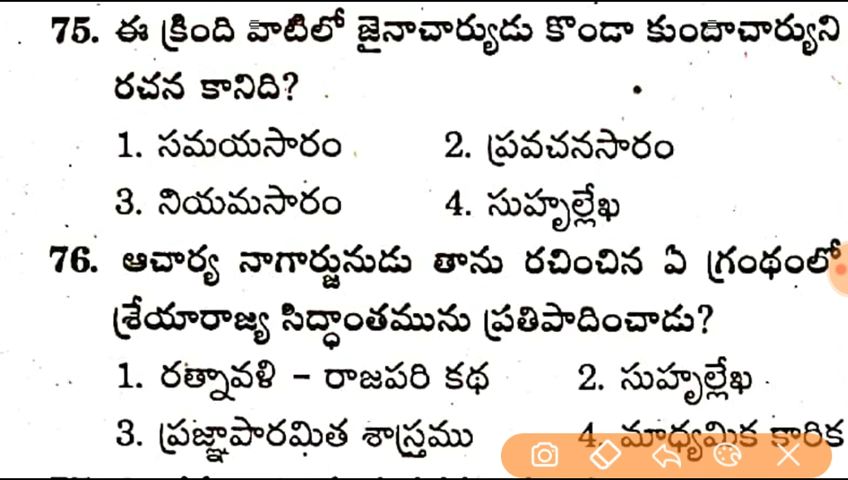 75. ఈ క్రింది వాటిలో జైనాచార్యుడు కొండా కుందాచార్యుని
రచన కానిది?
1. సమయసారం 2. ప్రవచనసారం
3. నియమసారం 4. సుహృల్లేఖ
76. ఆచార్య నాగార్జునుడు తాను రచించిన ఏ గ్రంథంలో
శ్రేయారాజ్య సిద్ధాంతమును ప్రతిపాదించాడు?
1. రత్నావళి - రాజపరి కథ 2. సుహృల్లేఖ
3. ప్రజ్ఞాపారమిత శాస్త్రము 4. మాధ్యమిక కారిక